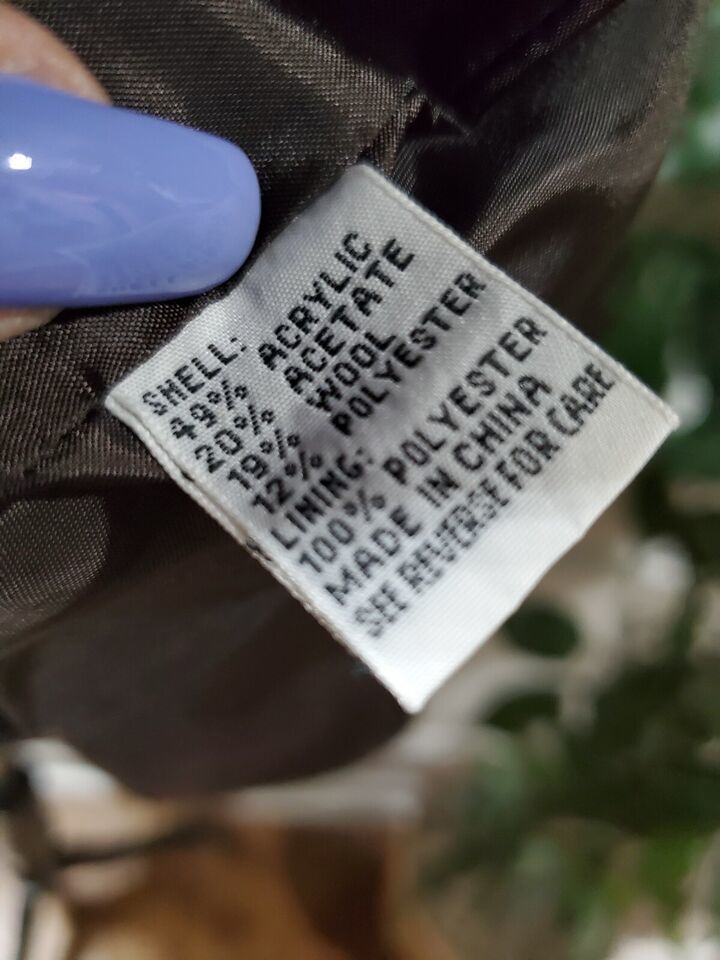 SHELL:
49% ACRYLIC
20% ACETATE
19% WOOL
12% POLYESTER
LINING:
100% POLYESTER
MADE IN CHINA
SEE REVERSE FOR CARE